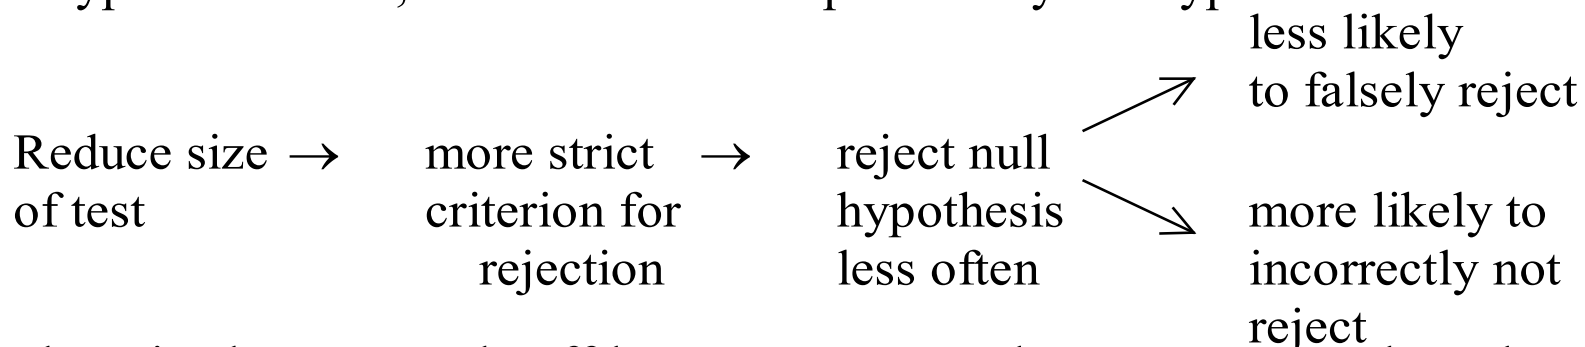 less likely
to falsely reject
Reduce size → more strict → reject null
of test criterion for hypothesis more likely to
rejection less often incorrectly not
reject